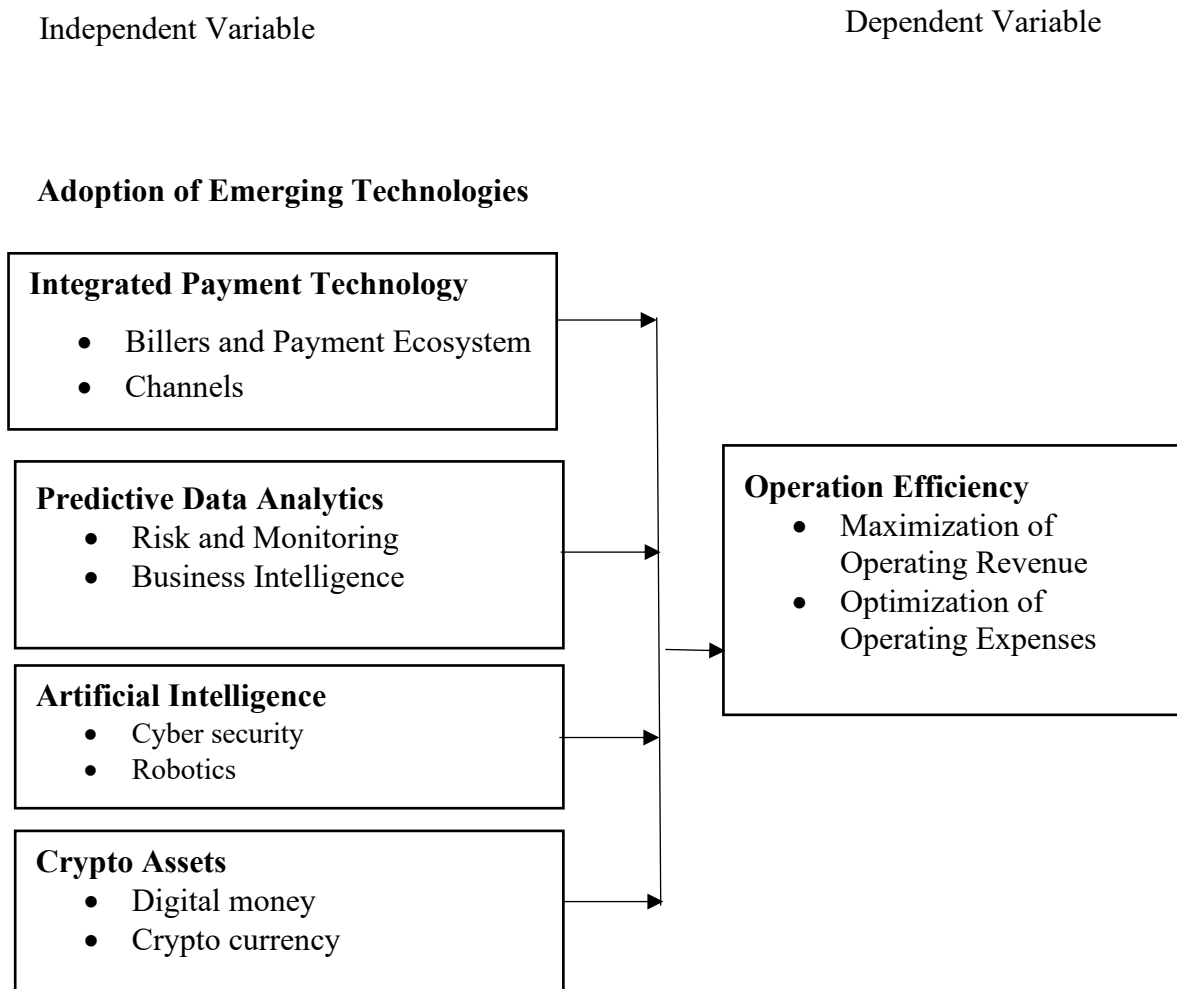 Independent Variable
Dependent Variable
Adoption of Emerging Technologies
Integrated Payment Technology
• Billers and Payment Ecosystem
• Channels
Predictive Data Analytics
• Risk and Monitoring
• Business Intelligence
Artificial Intelligence
• Cyber security
• Robotics
Crypto Assets
• Digital money
• Crypto currency
Operation Efficiency
• Maximization of
Operating Revenue
• Optimization of
Operating Expenses